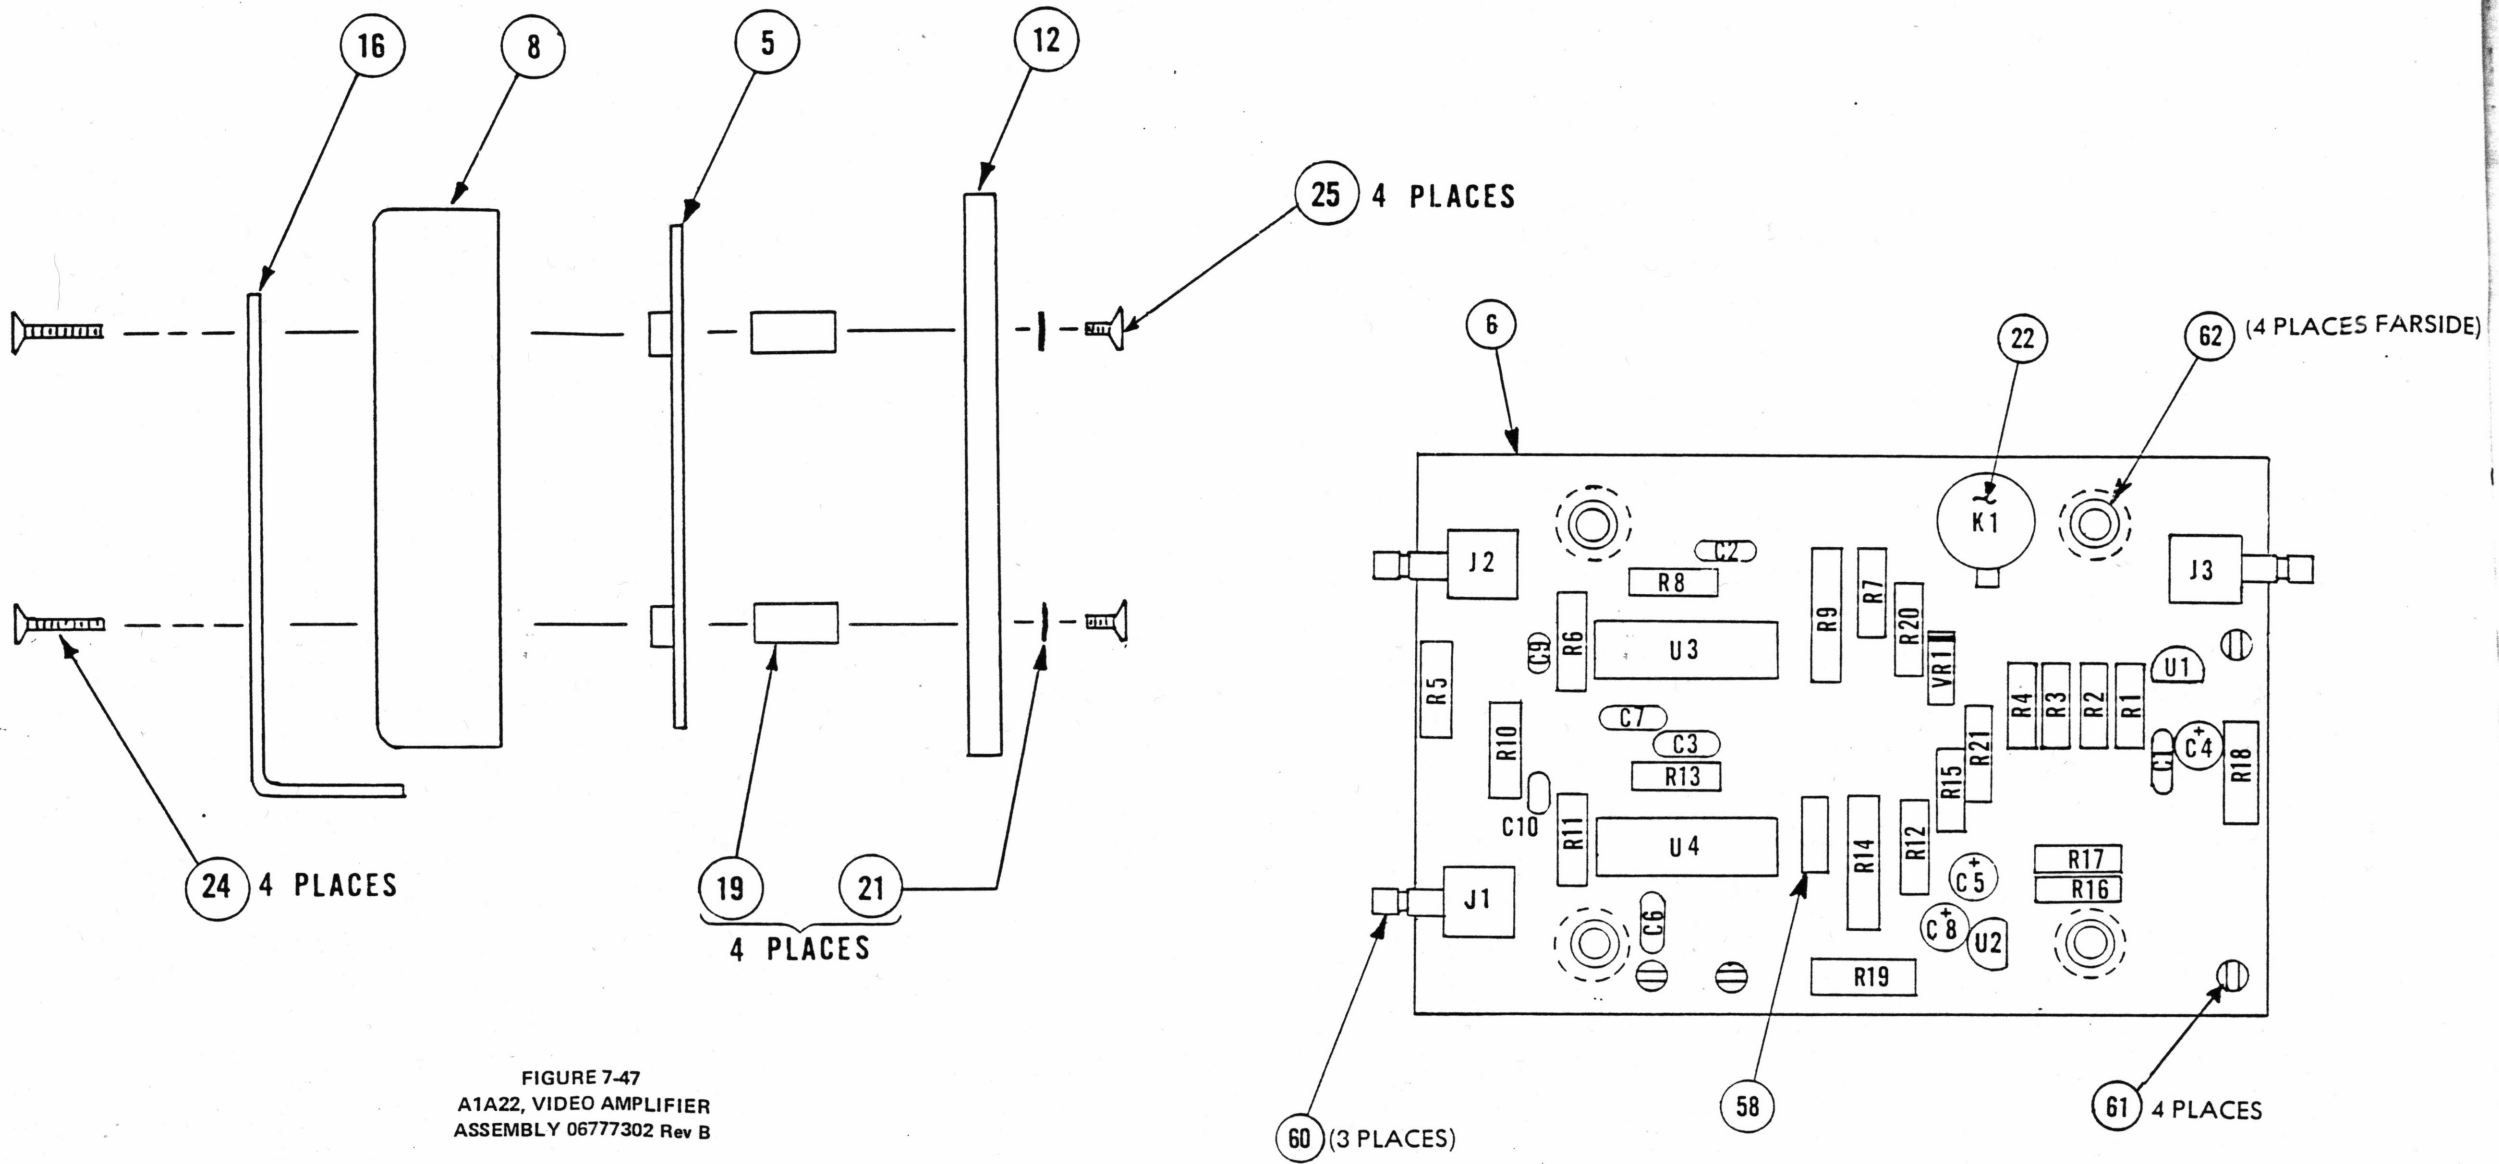 16
8
5
12
25 4 PLACES
24 4 PLACES
19 21
4 PLACES
FIGURE 7-47
A1A22, VIDEO AMPLIFIER
ASSEMBLY 06777302 Rev B
6
22
62 (4 PLACES FARSIDE)
K1
J2
C2
J3
R8
R7
R9
R20
C9
R6
U3
VR1
U1
R5
R4
R3
R2
R1
C7
R10
C3
R21
C1
+
C4
R18
R13
R15
C10
R11
U4
R14
R12
R17
+
C5
R16
J1
C6
+
C8
U2
R19
60 (3 PLACES)
58
61 4 PLACES